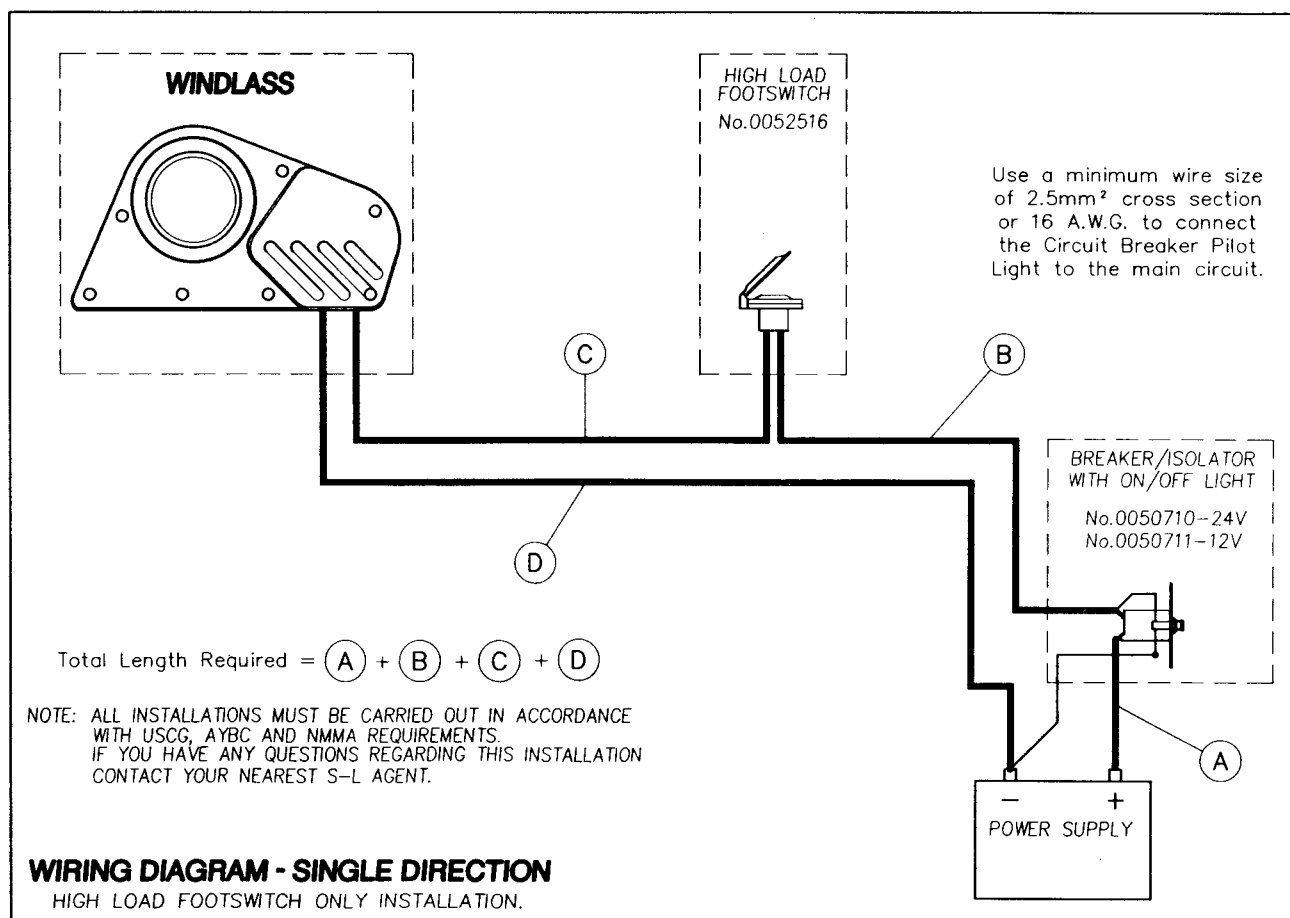 WINDLASS
HIGH LOAD
FOOTSWITCH
No.0052516
Use a minimum wire size
of 2.5mm² cross section
or 16 A.W.G. to connect
the Circuit Breaker Pilot
Light to the main circuit.
C
B
BREAKER/ISOLATOR
WITH ON/OFF LIGHT
No.0050710-24V
No.0050711-12V
D
Total Length Required = A + B + C + D
NOTE: ALL INSTALLATIONS MUST BE CARRIED OUT IN ACCORDANCE
WITH USCG, AYBC AND NMMA REQUIREMENTS.
IF YOU HAVE ANY QUESTIONS REGARDING THIS INSTALLATION
CONTACT YOUR NEAREST S-L AGENT.
A
- +
POWER SUPPLY
WIRING DIAGRAM - SINGLE DIRECTION
HIGH LOAD FOOTSWITCH ONLY INSTALLATION.